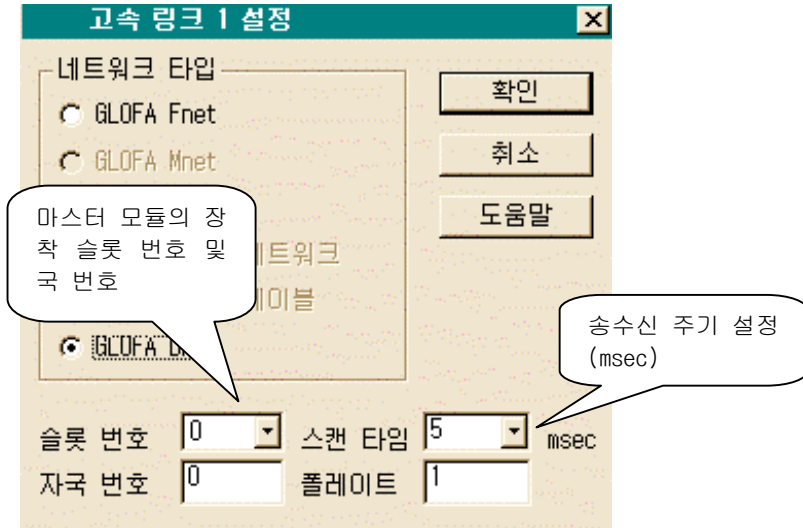 고속 링크 1 설정
네트워크 타입
GLOFA Fnet
GLOFA Mnet
네트워크
이블
GLOFA
확인
취소
도움말
마스터 모듈의 장
착 슬롯 번호 및
국 번호
송수신 주기 설정
(msec)
슬롯 번호 0 스캔 타임 5 msec
자국 번호 0 폴레이트 1